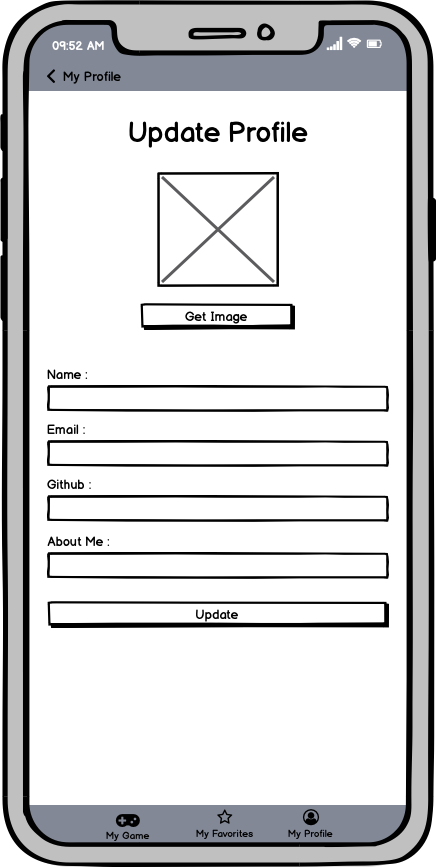 09:52 AM
My Profile
Update Profile
Get Image
Name :
Email :
Github :
About Me :
Update
My Game
My Favorites
My Profile